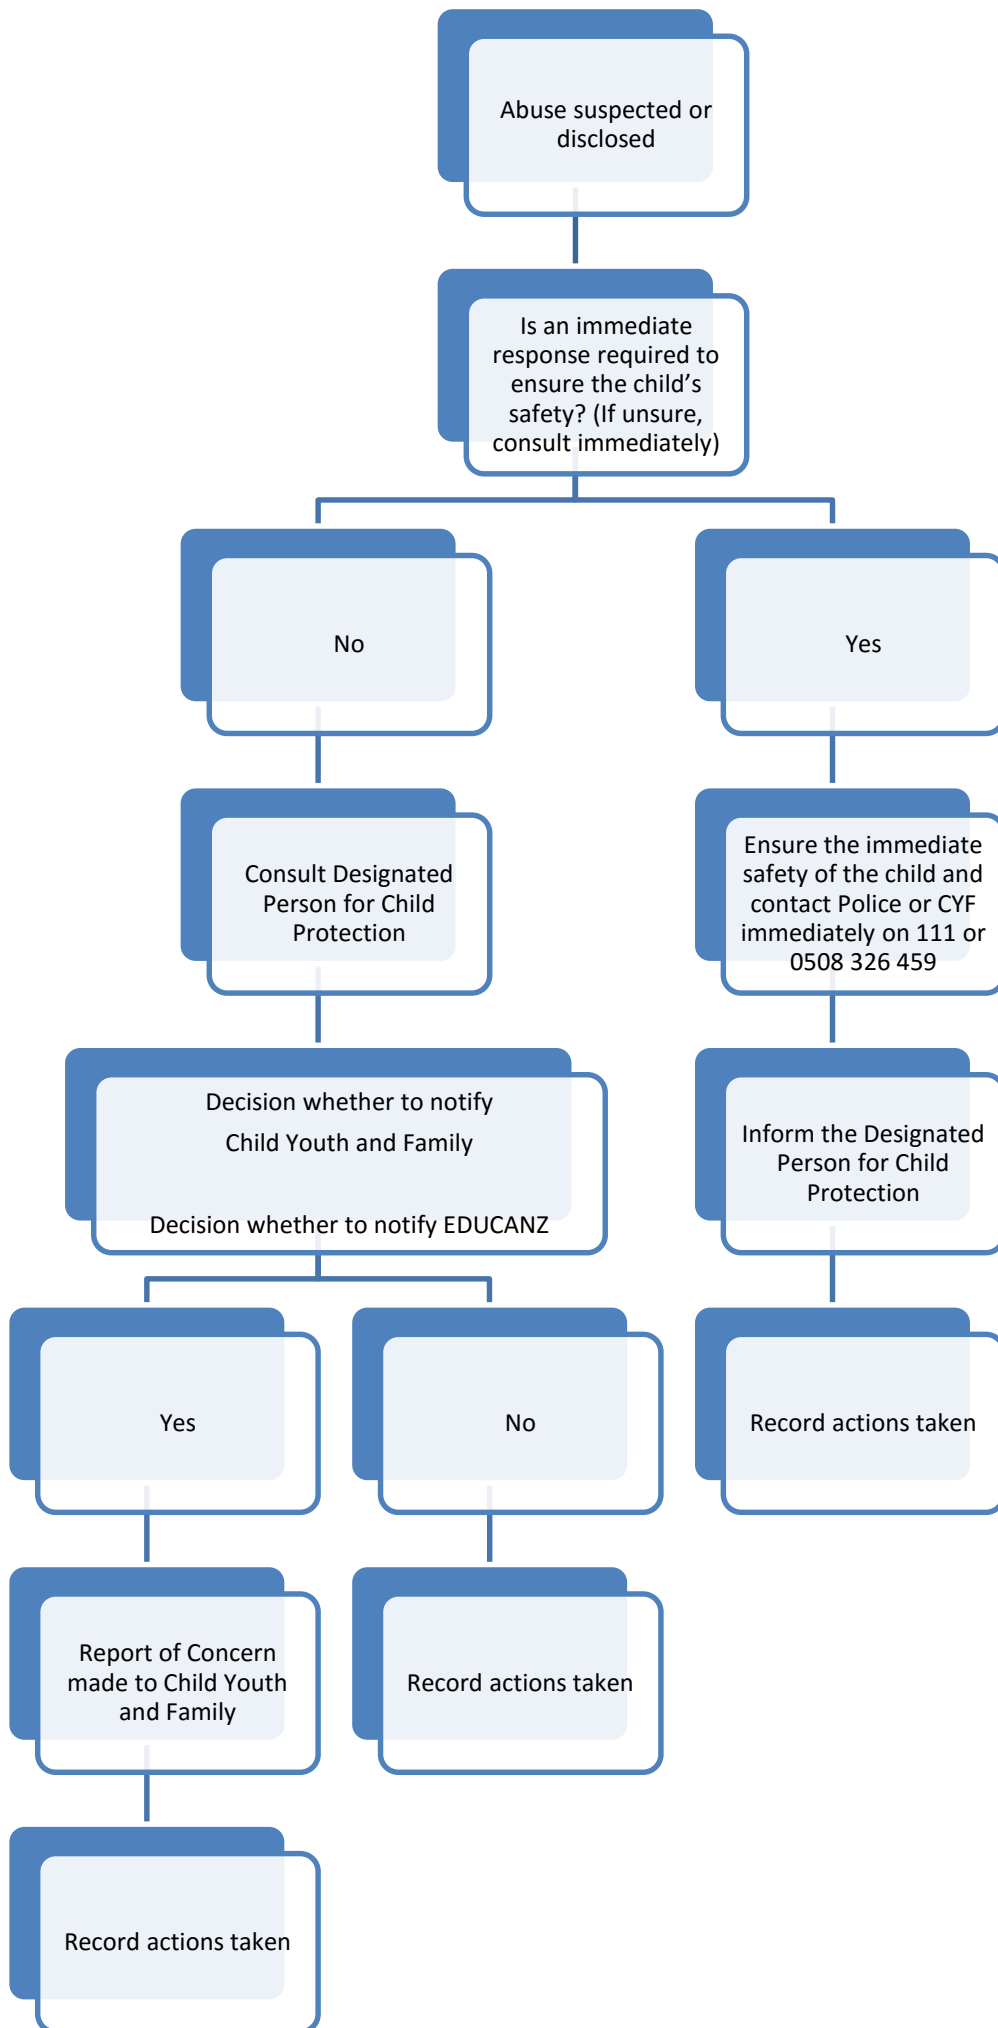 Abuse suspected or
disclosed
Is an immediate
response required to
ensure the child’s
safety? (If unsure,
consult immediately)
No
Yes
Consult Designated
Person for Child
Protection
Ensure the immediate
safety of the child and
contact Police or CYF
immediately on 111 or
0508 326 459
Decision whether to notify
Child Youth and Family
Decision whether to notify EDUCANZ
Inform the Designated
Person for Child
Protection
Yes
No
Record actions taken
Report of Concern
made to Child Youth
and Family
Record actions taken
Record actions taken